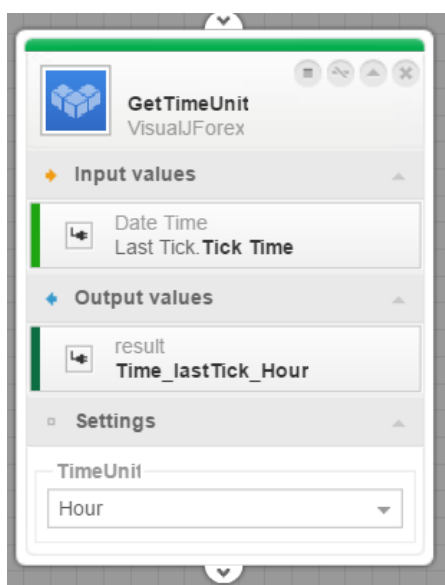 GetTimeUnit
VisualJForex
Input values
Date Time
Last Tick.Tick Time
Output values
result
Time_lastTick_Hour
Settings
TimeUnit
Hour